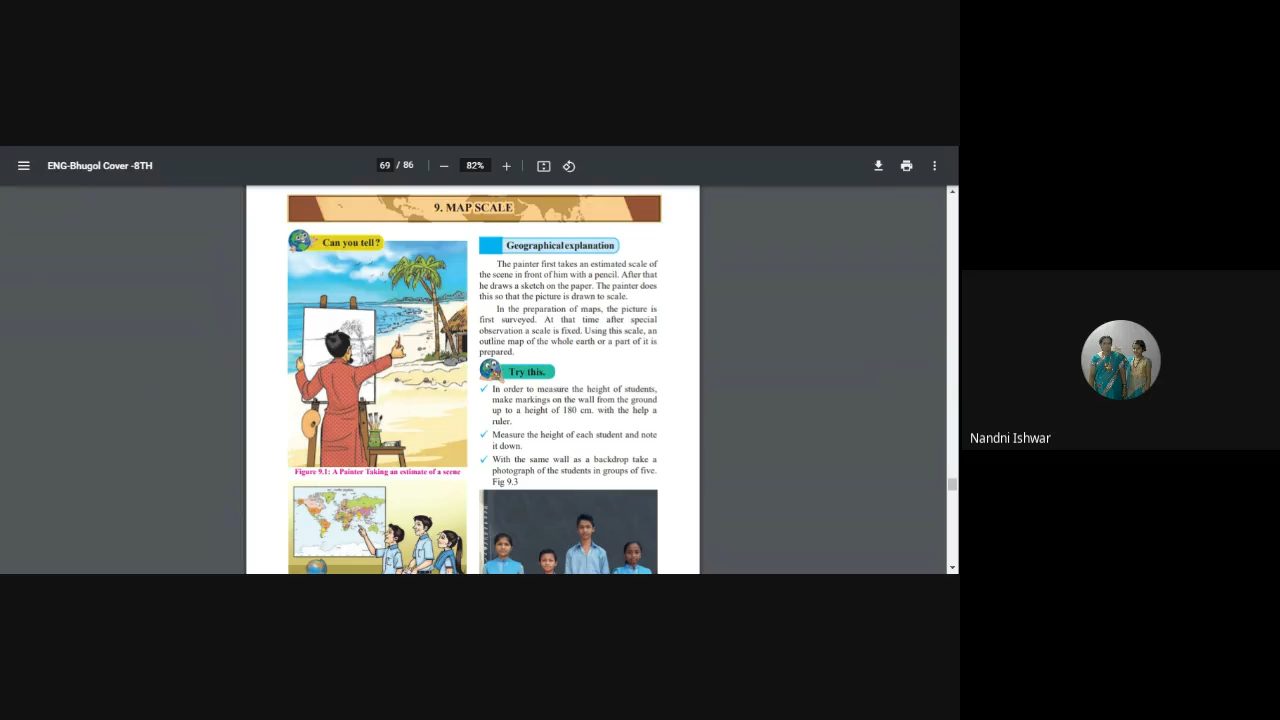 ENG-Bhugol Cover -8TH
69 / 86
82%
9. MAP SCALE
Can you tell ?
Figure 9.1: A Painter Taking an estimate of a scene
Geographical explanation
The painter first takes an estimated scale of
the scene in front of him with a pencil. After that
he draws a sketch on the paper. The painter does
this so that the picture is drawn to scale.
In the preparation of maps, the picture is
first surveyed. At that time after special
observation a scale is fixed. Using this scale, an
outline map of the whole earth or a part of it is
prepared.
Try this.
✓ In order to measure the height of students,
make markings on the wall from the ground
up to a height of 180 cm. with the help a
ruler.
✓ Measure the height of each student and note
it down.
✓ With the same wall as a backdrop take a
photograph of the students in groups of five.
Fig 9.3
Nandni Ishwar